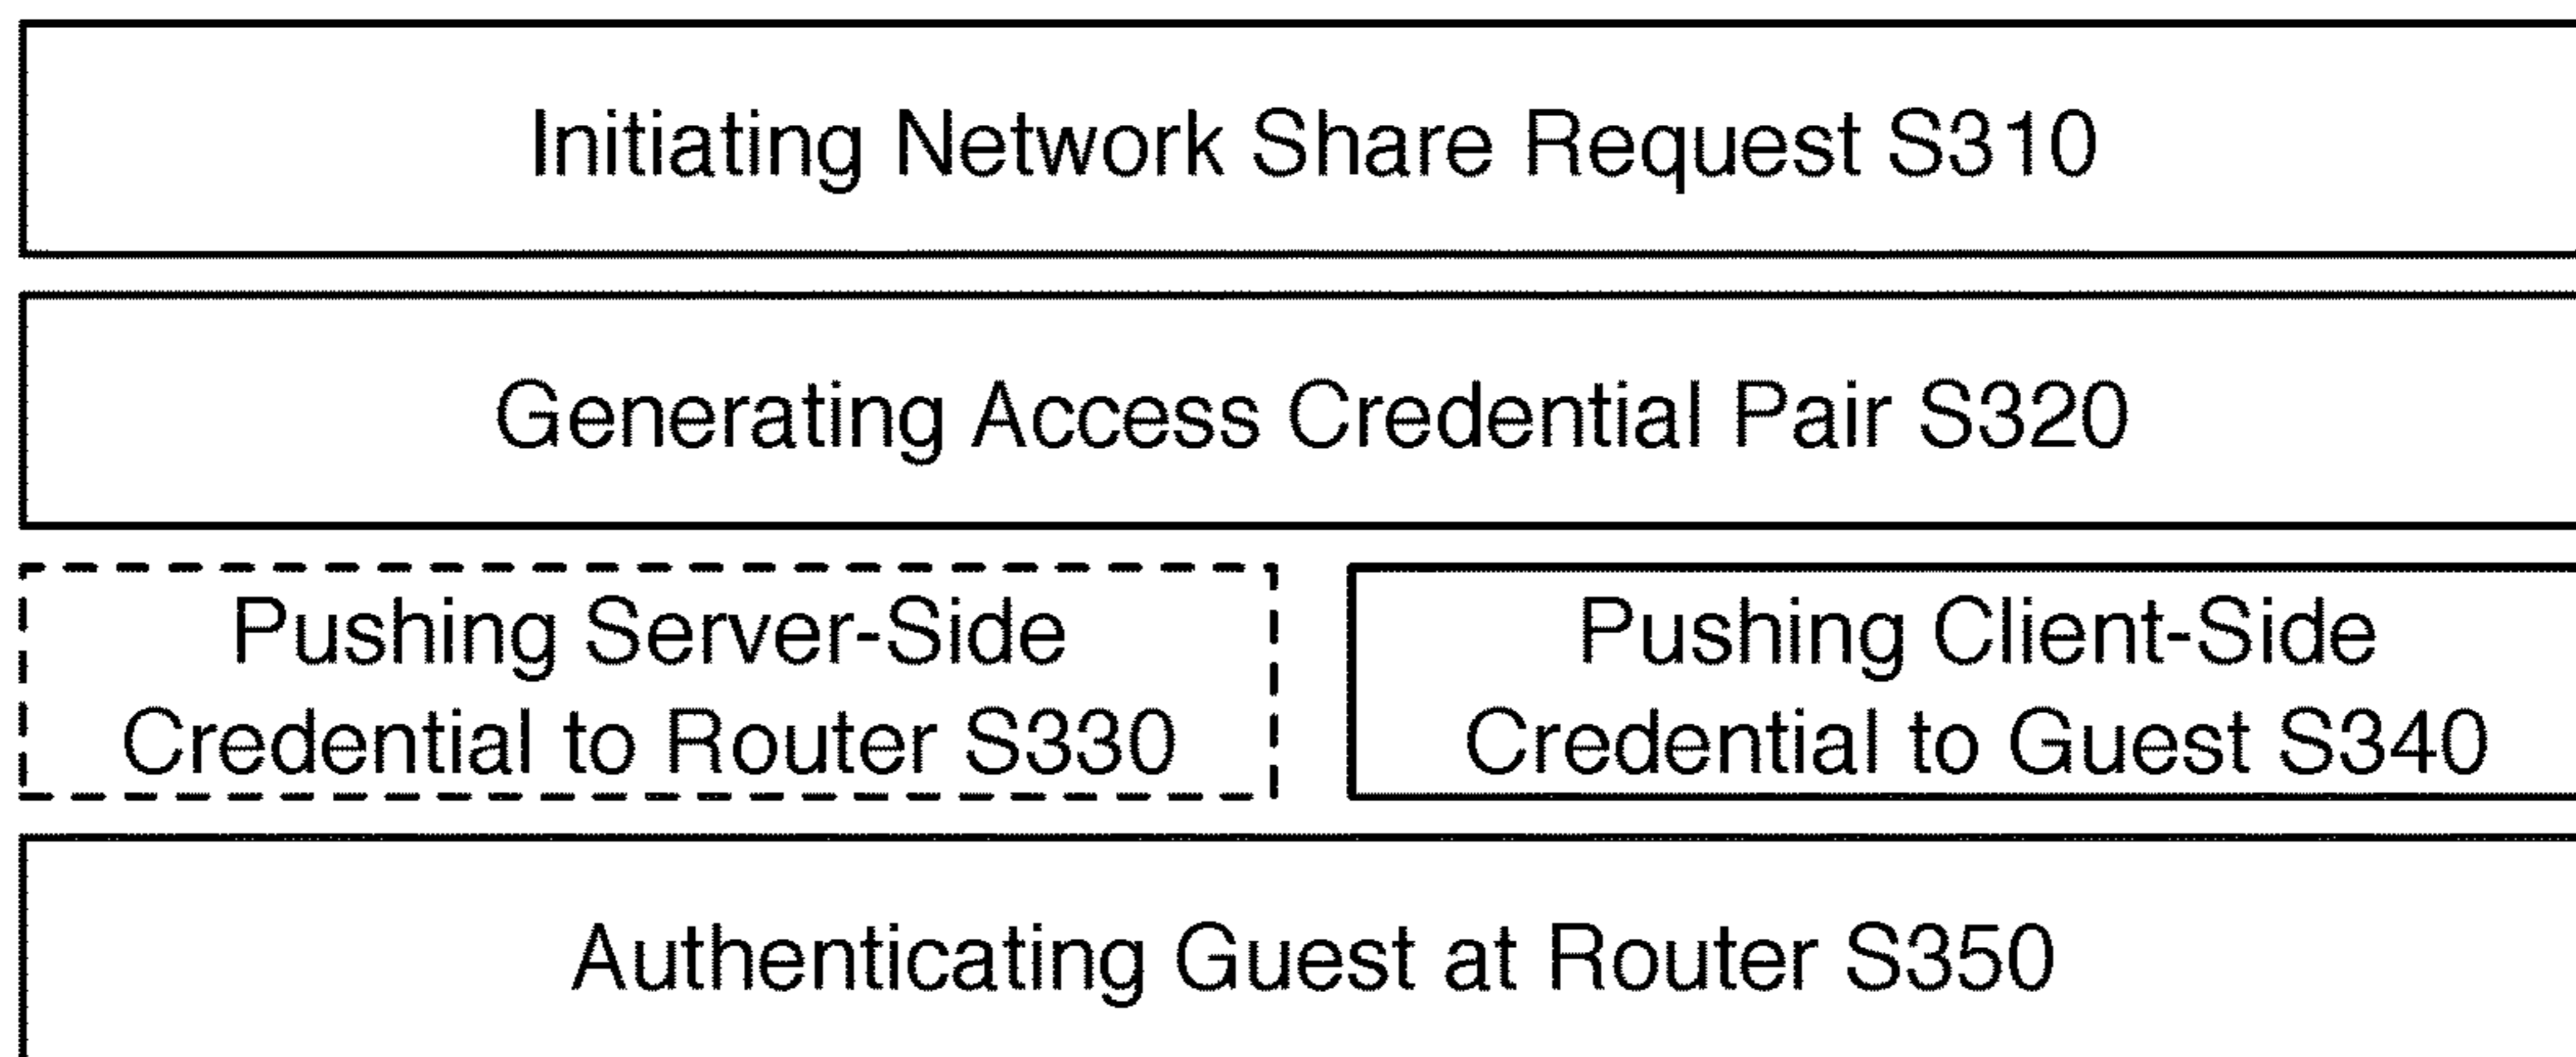 Initiating Network Share Request S310
Generating Access Credential Pair S320
Pushing Server-Side
Credential to Router S330
Pushing Client-Side
Credential to Guest S340
Authenticating Guest at Router S350